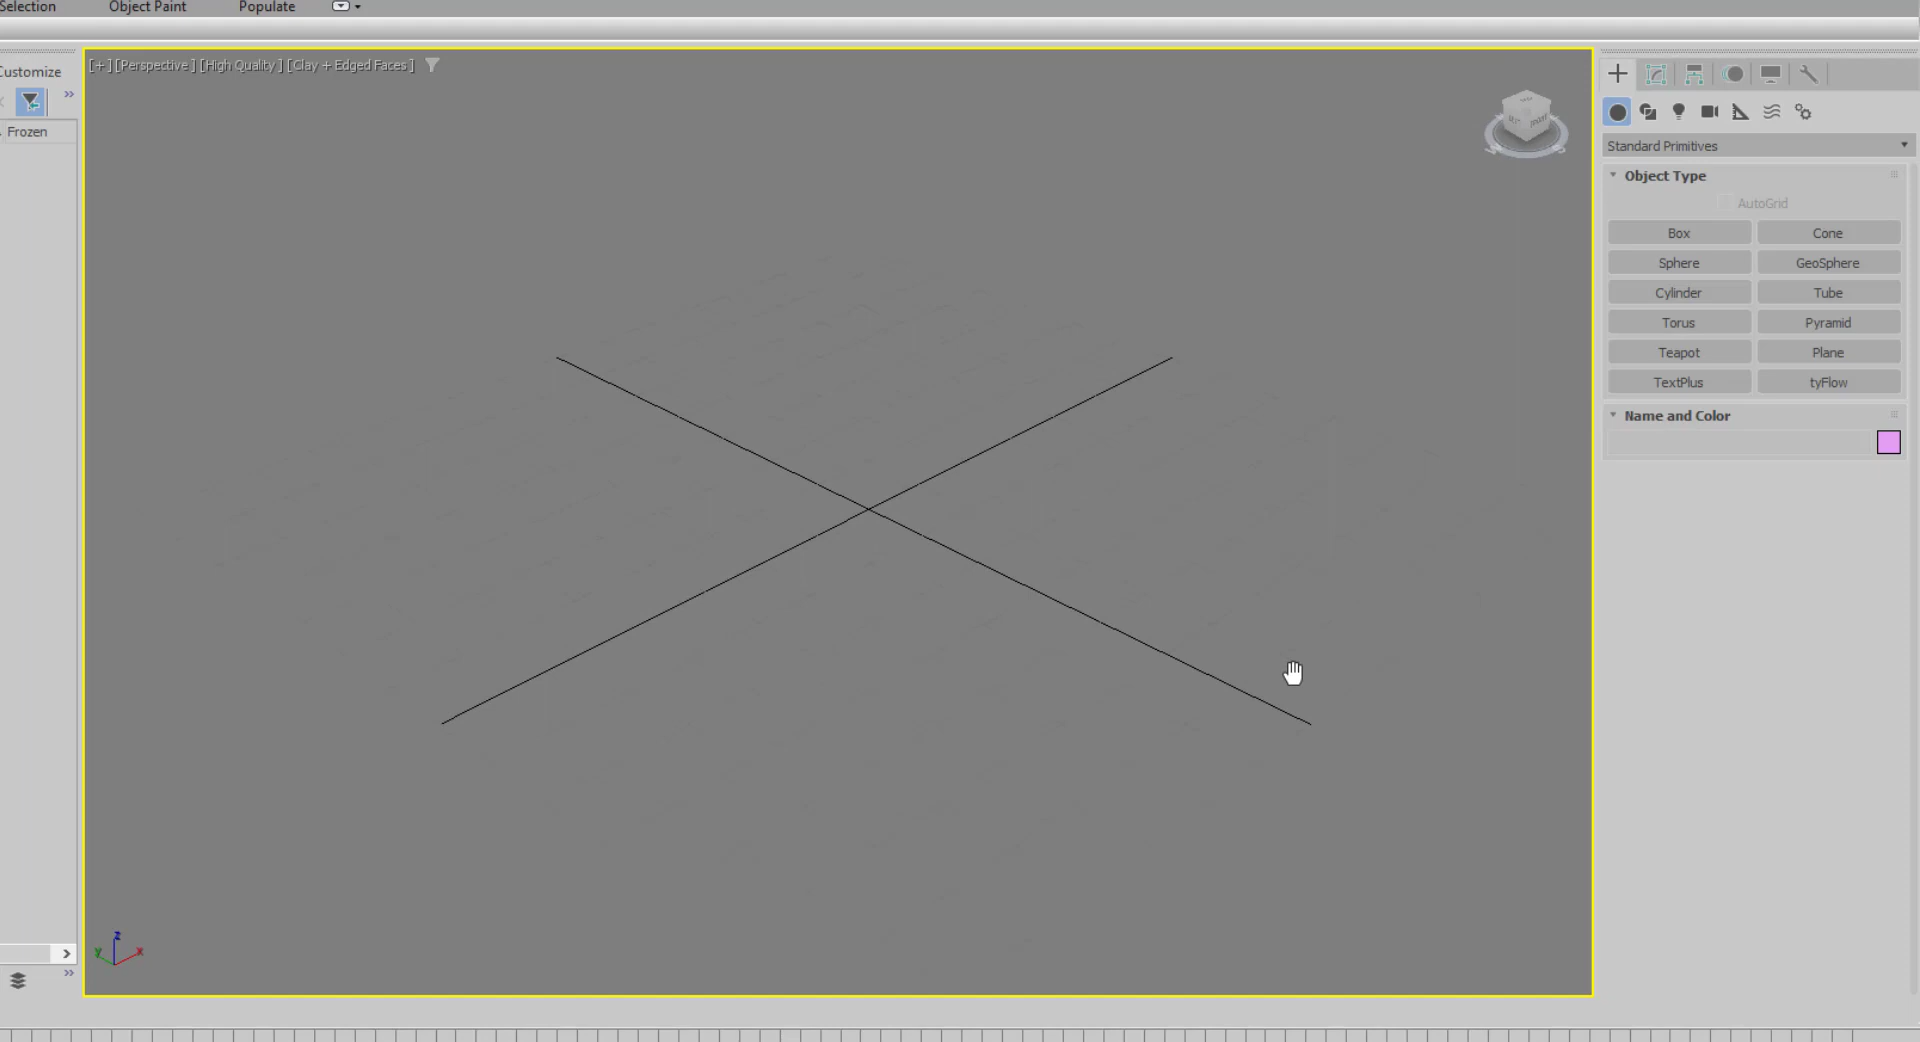 Selection Object Paint Populate
Customize
Frozen
[+] [Perspective] [High Quality] [Clay + Edged Faces]
Standard Primitives
Object Type
AutoGrid
Box Cone
Sphere GeoSphere
Cylinder Tube
Torus Pyramid
Teapot Plane
TextPlus tyFlow
Name and Color
z
y x